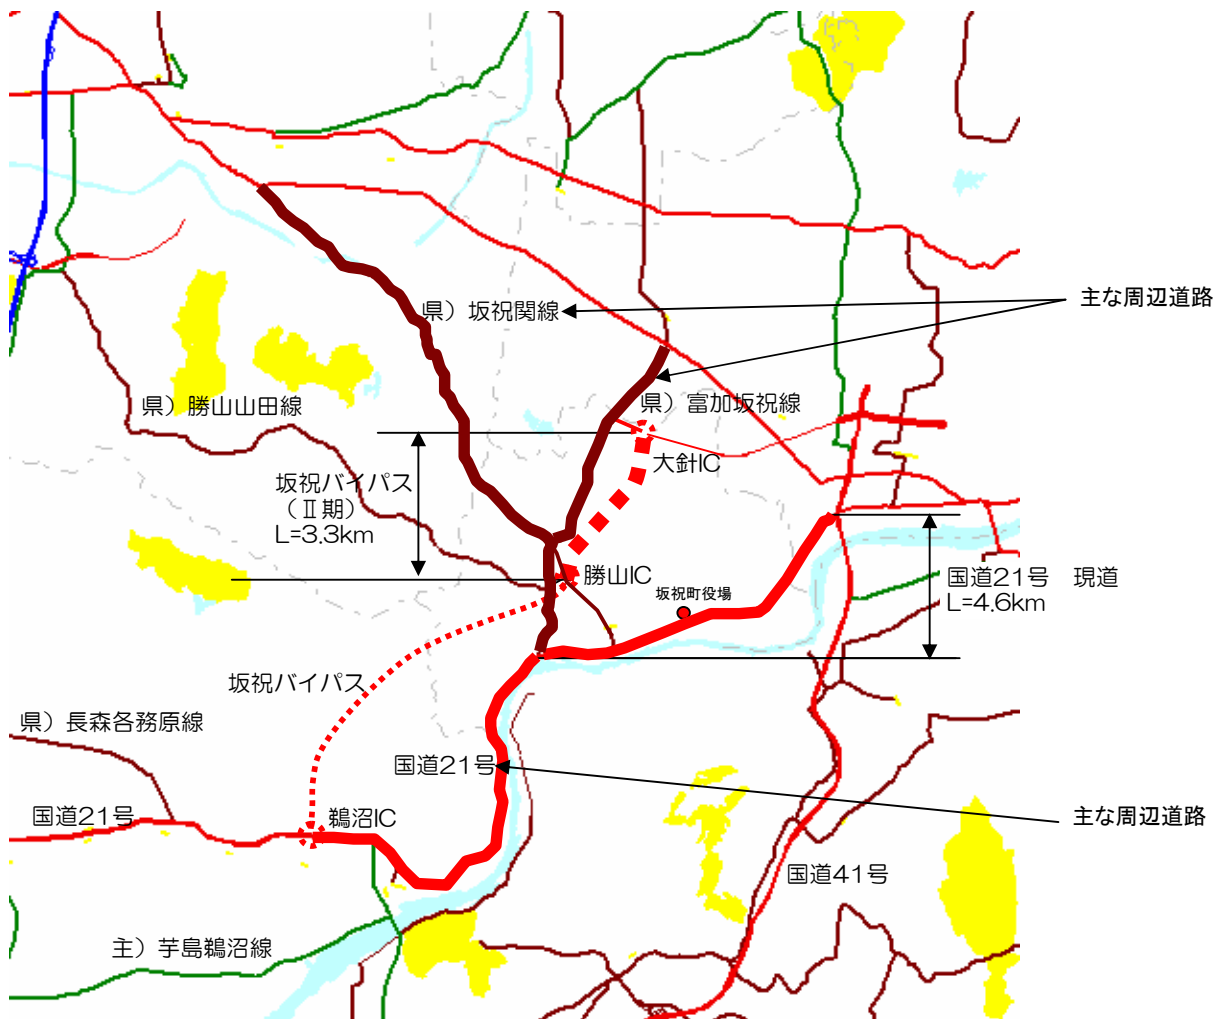 主な周辺道路
県）坂祝関線
県）富加坂祝線
県）勝山山田線
大針IC
坂祝バイパス
（Ⅱ期）
L=3.3km
勝山IC
坂祝町役場
国道21号　現道
L=4.6km
坂祝バイパス
県）長森各務原線
国道21号
国道21号
鵜沼IC
主な周辺道路
国道41号
主）芋島鵜沼線